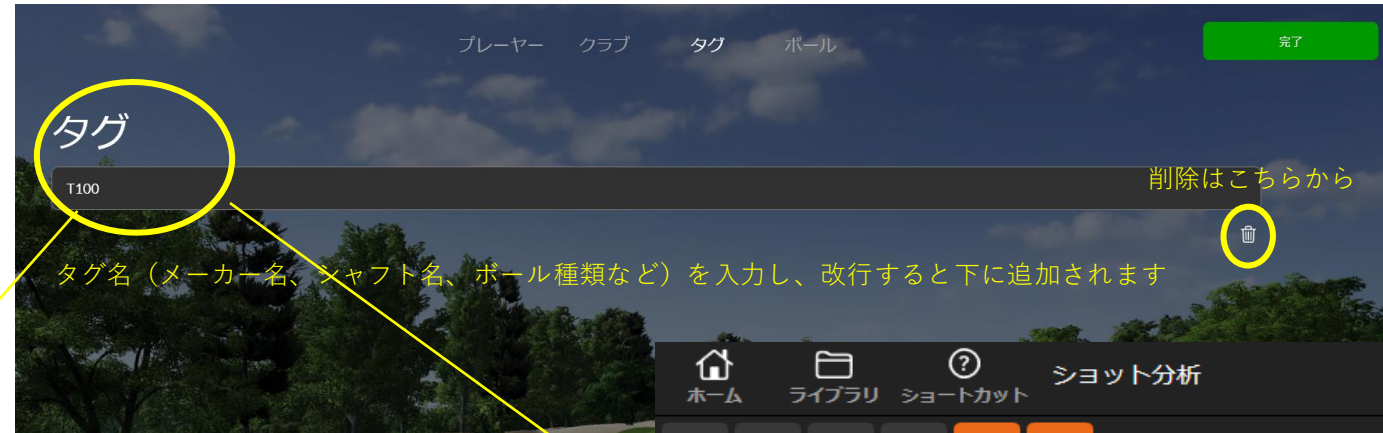 プレーヤー クラブ タグ ボール 完了
タグ
T100
削除はこちらから
タグ名（メーカー名、シャフト名、ボール種類など）を入力し、改行すると下に追加されます
ホーム ライブラリ ショートカット ショット分析